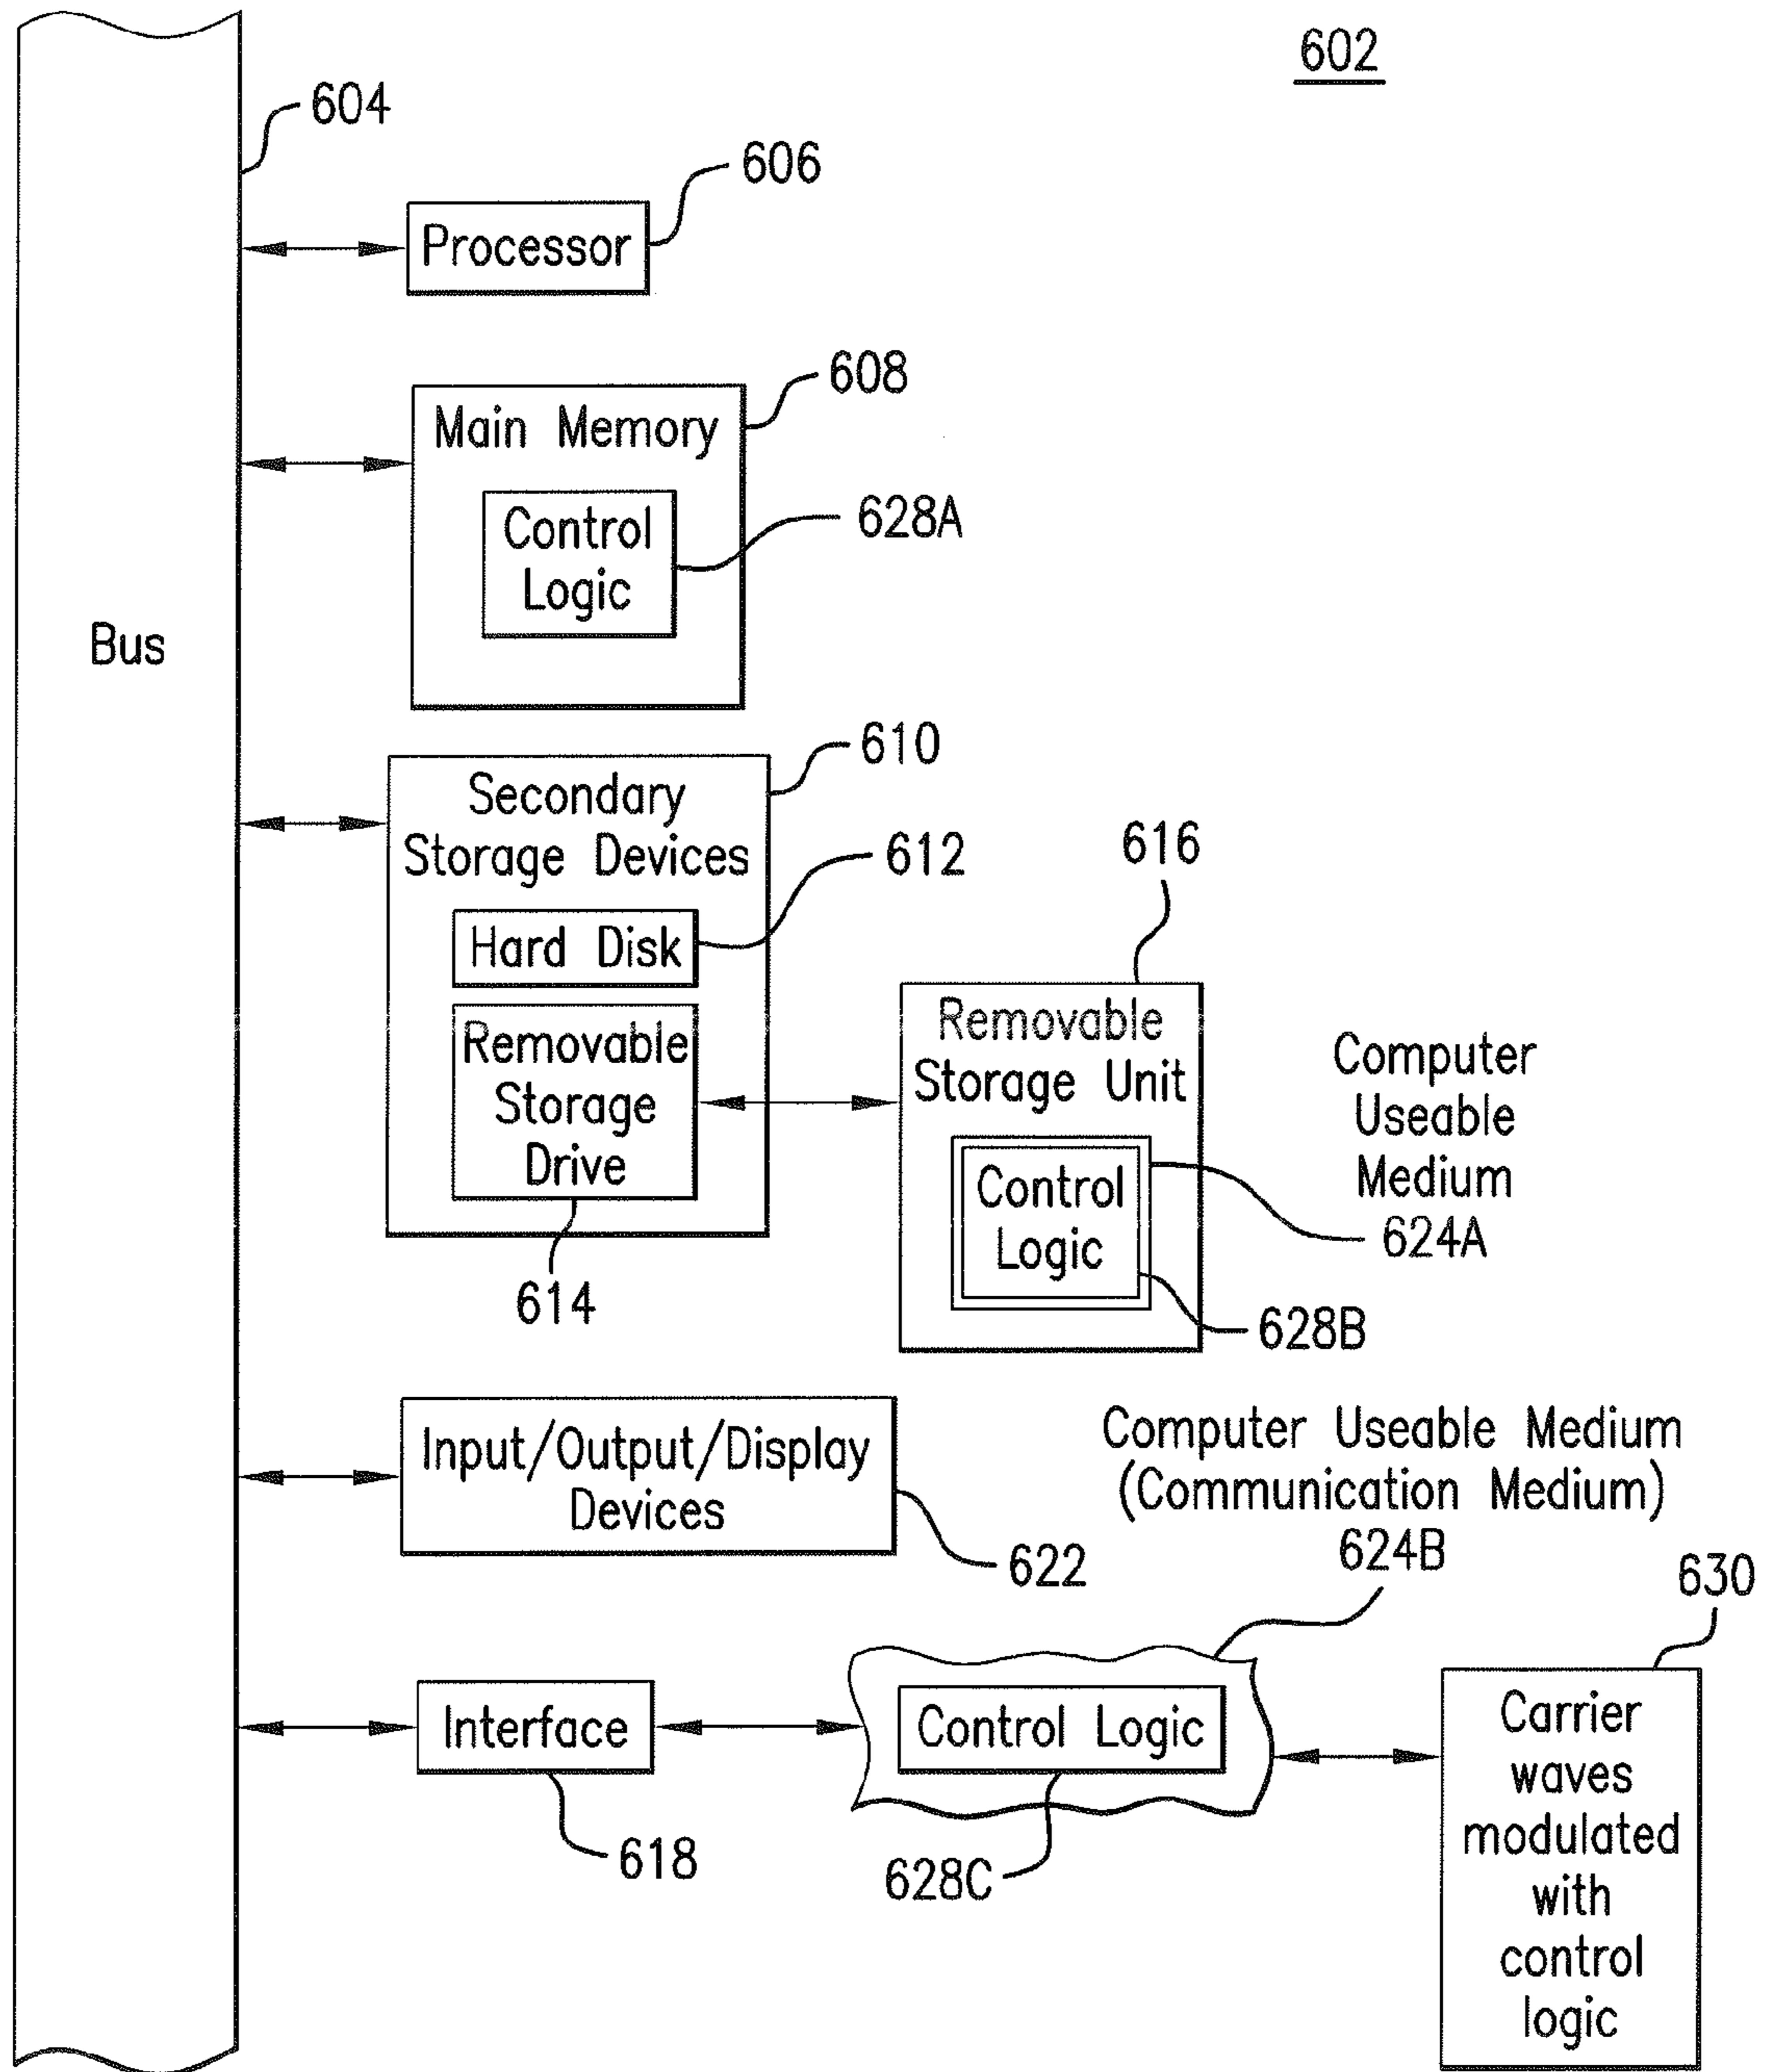 602
604
606
Processor
608
Main Memory
Control
Logic
628A
Bus
610
Secondary
Storage Devices
612
Hard Disk
Removable
Storage
Drive
614
616
Removable
Storage Unit
Control
Logic
Computer
Useable
Medium
624A
628B
Input/Output/Display
Devices
622
Computer Useable Medium
(Communication Medium)
624B
630
Interface
618
Control Logic
628C
Carrier
waves
modulated
with
control
logic